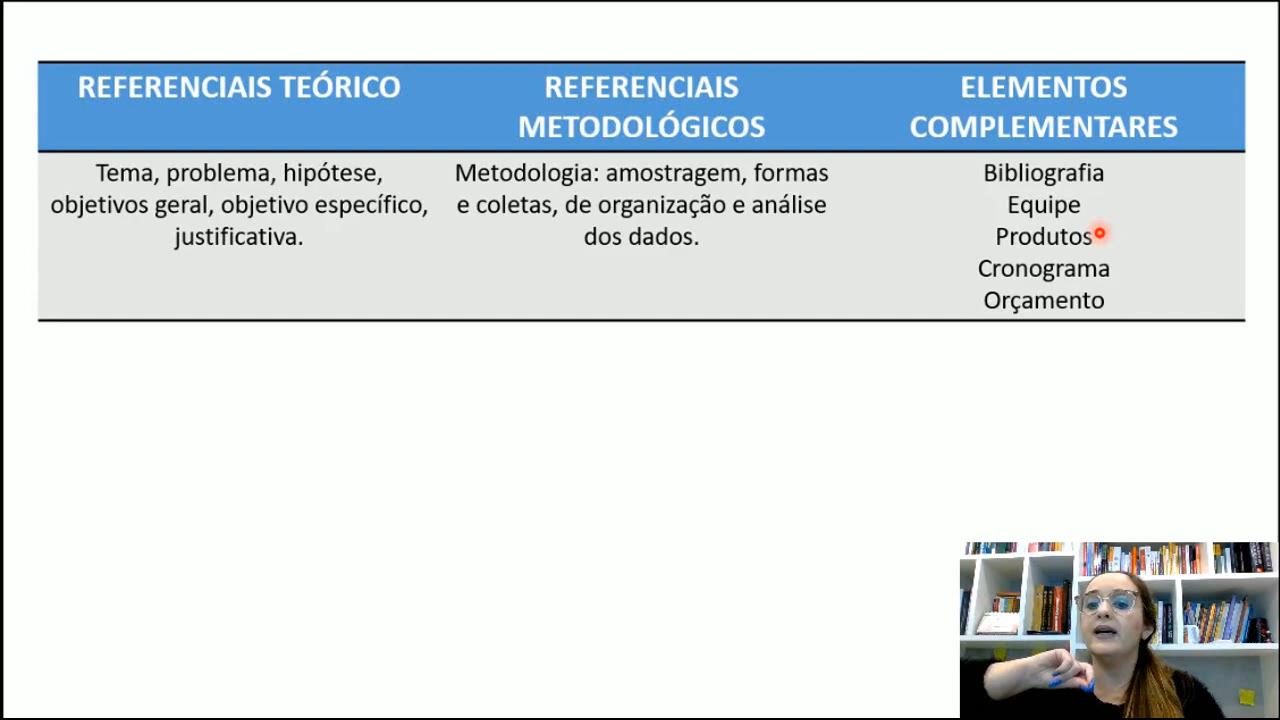 REFERENCIAIS TEÓRICO
REFERENCIAIS
METODOLÓGICOS
ELEMENTOS
COMPLEMENTARES
Tema, problema, hipótese,
objetivos geral, objetivo específico,
justificativa.
Metodologia: amostragem, formas
e coletas, de organização e análise
dos dados.
Bibliografia
Equipe
Produtos
Cronograma
Orçamento